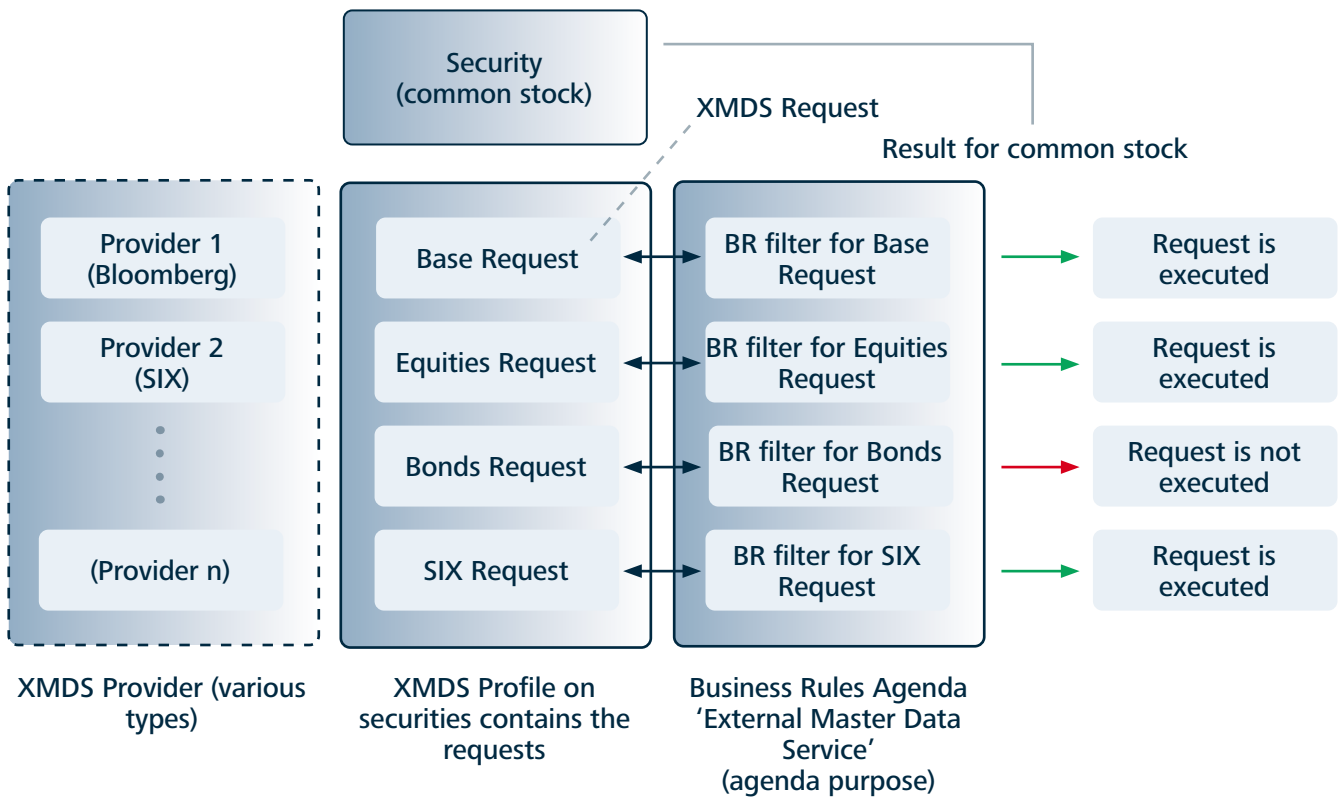 Security
(common stock)
XMDS Request
Result for common stock
Provider 1
(Bloomberg)
Provider 2
(SIX)
(Provider n)
Base Request
Equities Request
Bonds Request
SIX Request
BR filter for Base
Request
BR filter for Equities
Request
BR filter for Bonds
Request
BR filter for SIX
Request
Request is
executed
Request is
executed
Request is not
executed
Request is
executed
XMDS Provider (various
types)
XMDS Profile on
securities contains the
requests
Business Rules Agenda
‘External Master Data
Service’
(agenda purpose)